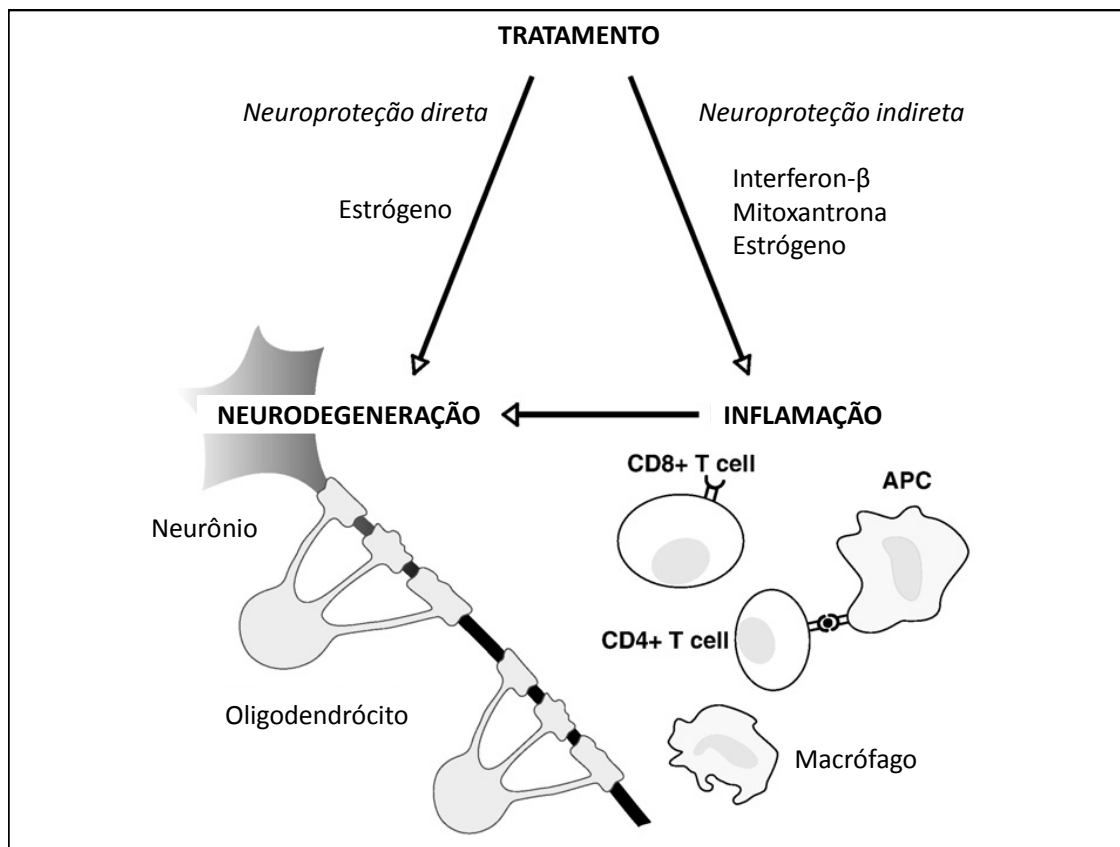 TRATAMENTO
Neuroproteção direta
Neuroproteção indireta
Estrógeno
Interferon-β
Mitoxantrona
Estrógeno
NEURODEGENERAÇÃO
INFLAMAÇÃO
CD8+ T cell
APC
Neurônio
CD4+ T cell
Oligodendrócito
Macrófago